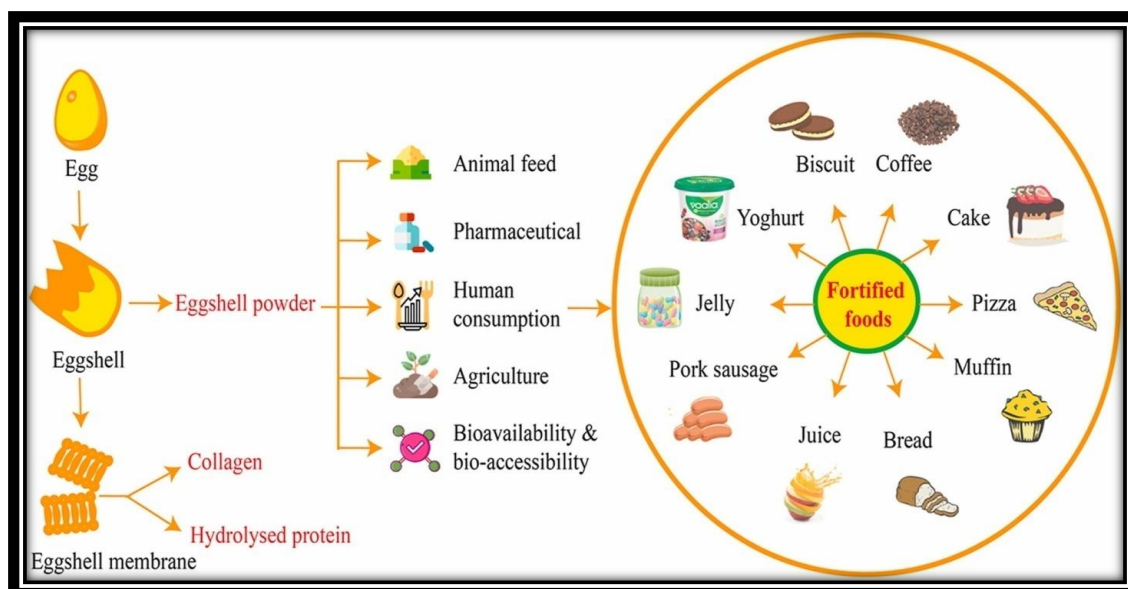 Egg
Eggshell
Eggshell membrane
Eggshell powder
Collagen
Hydrolysed protein
Animal feed
Pharmaceutical
Human
consumption
Agriculture
Bioavailability &
bio-accessibility
Fortified
foods
Biscuit
Coffee
Yoghurt
Cake
Jelly
Pizza
Pork sausage
Muffin
Juice
Bread